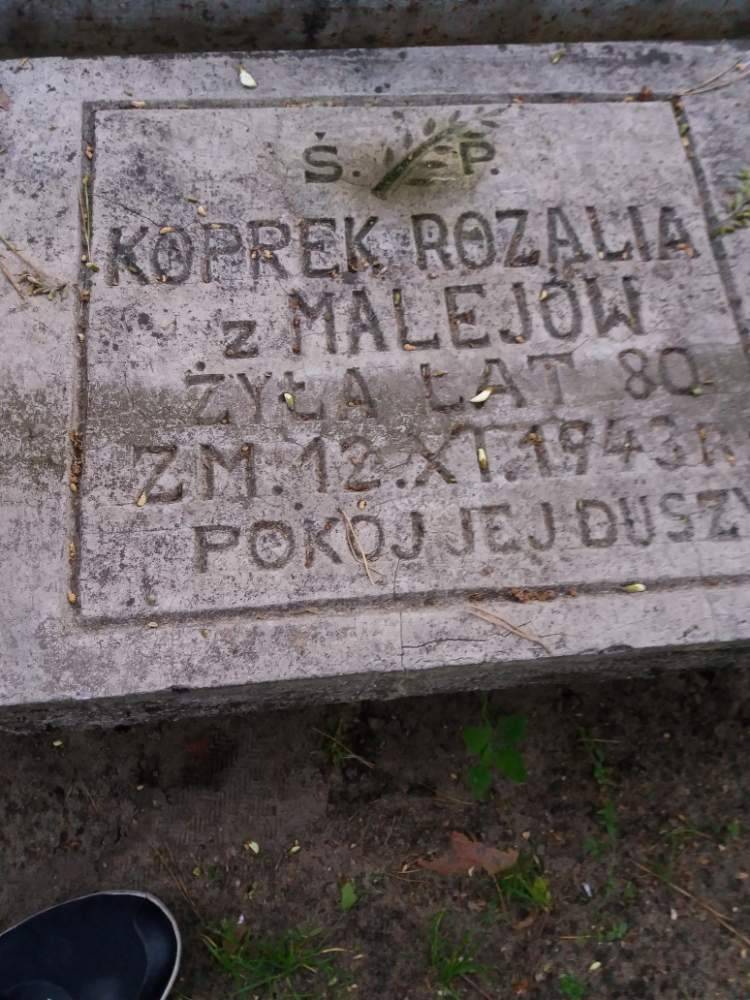 Ś. P.
KOPREK ROZALIA
z MALEJÓW
ŻYŁA LAT 80
ZM. 12.XI.1943 R
POKÓJ JEJ DUSZY